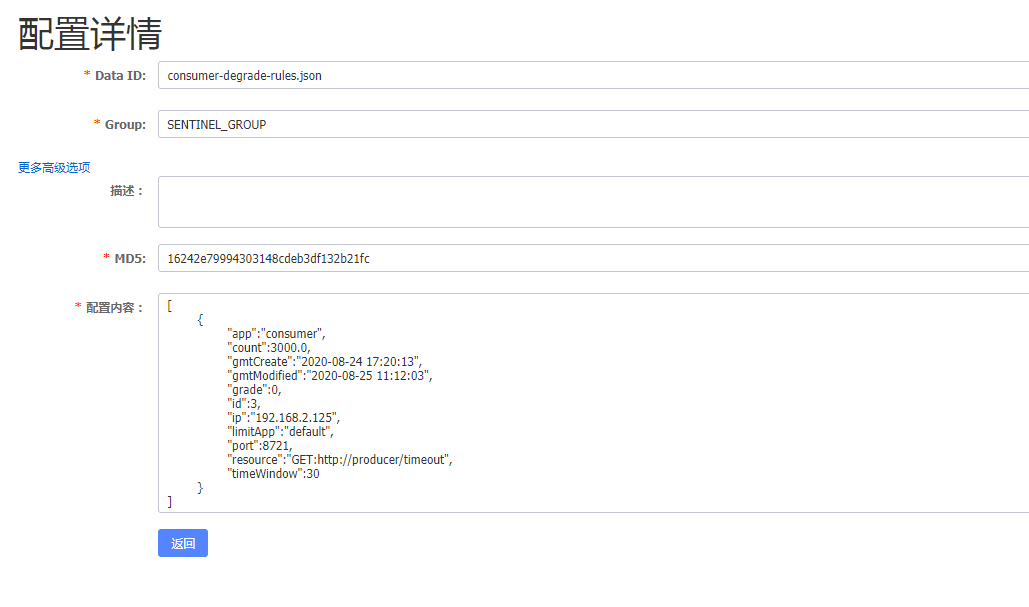 配置详情
* Data ID: consumer-degrade-rules.json
* Group: SENTINEL_GROUP
更多高级选项
描述：
* MD5: 16242e79994303148cdeb3df132b21fc
* 配置内容： [
{
"app":"consumer",
"count":3000.0,
"gmtCreate":"2020-08-24 17:20:13",
"gmtModified":"2020-08-25 11:12:03",
"grade":0,
"id":3,
"ip":"192.168.2.125",
"limitApp":"default",
"port":8721,
"resource":"GET:http://producer/timeout",
"timeWindow":30
}
]
返回